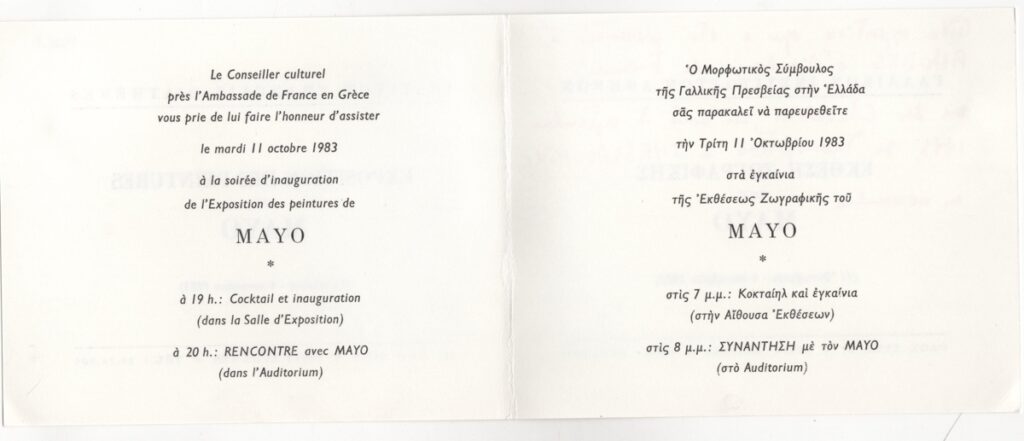 Le Conseiller culturel
près l'Ambassade de France en Grèce
vous prie de lui faire l'honneur d'assister
le mardi 11 octobre 1983
à la soirée d'inauguration
de l'Exposition des peintures de
MAYO
*
à 19 h.: Cocktail et inauguration
(dans la Salle d'Exposition)
à 20 h.: RENCONTRE avec MAYO
(dans l'Auditorium)
Ὁ Μορφωτικὸς Σύμβουλος
τῆς Γαλλικῆς Πρεσβείας στὴν Ἑλλάδα
σᾶς παρακαλεῖ νὰ παρευρεθεῖτε
τὴν Τρίτη 11 Ὀκτωβρίου 1983
στὰ ἐγκαίνια
τῆς Ἐκθέσεως Ζωγραφικῆς τοῦ
MAYO
*
στὶς 7 μ.μ.: Κοκταίηλ καὶ ἐγκαίνια
(στὴν Αἴθουσα Ἐκθέσεων)
στὶς 8 μ.μ.: ΣΥΝΑΝΤΗΣΗ μὲ τὸν MAYO
(στὸ Auditorium)